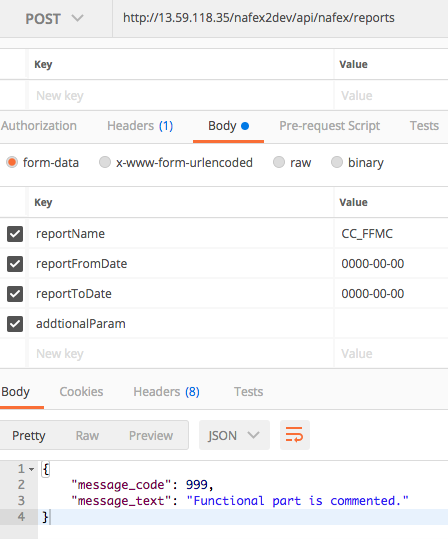 POST http://13.59.118.35/nafex2dev/api/nafex/reports
Key Value
New key Value
Authorization Headers (1) Body Pre-request Script Tests
form-data x-www-form-urlencoded raw binary
Key Value
reportName CC_FFMC
reportFromDate 0000-00-00
reportToDate 0000-00-00
addtionalParam
New key Value
Body Cookies Headers (8) Tests
Pretty Raw Preview JSON
1 {
2 "message_code": 999,
3 "message_text": "Functional part is commented."
4 }